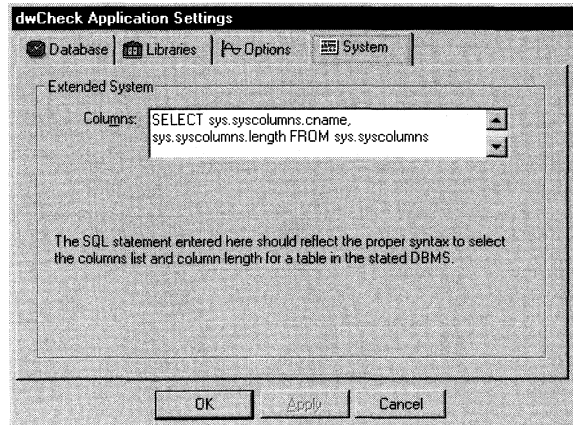 dwCheck Application Settings
Database Libraries Options System
Extended System
Columns: SELECT sys.syscolumns.cname,
sys.syscolumns.length FROM sys.syscolumns
The SQL statement entered here should reflect the proper syntax to select
the columns list and column length for a table in the stated DBMS.
OK Apply Cancel